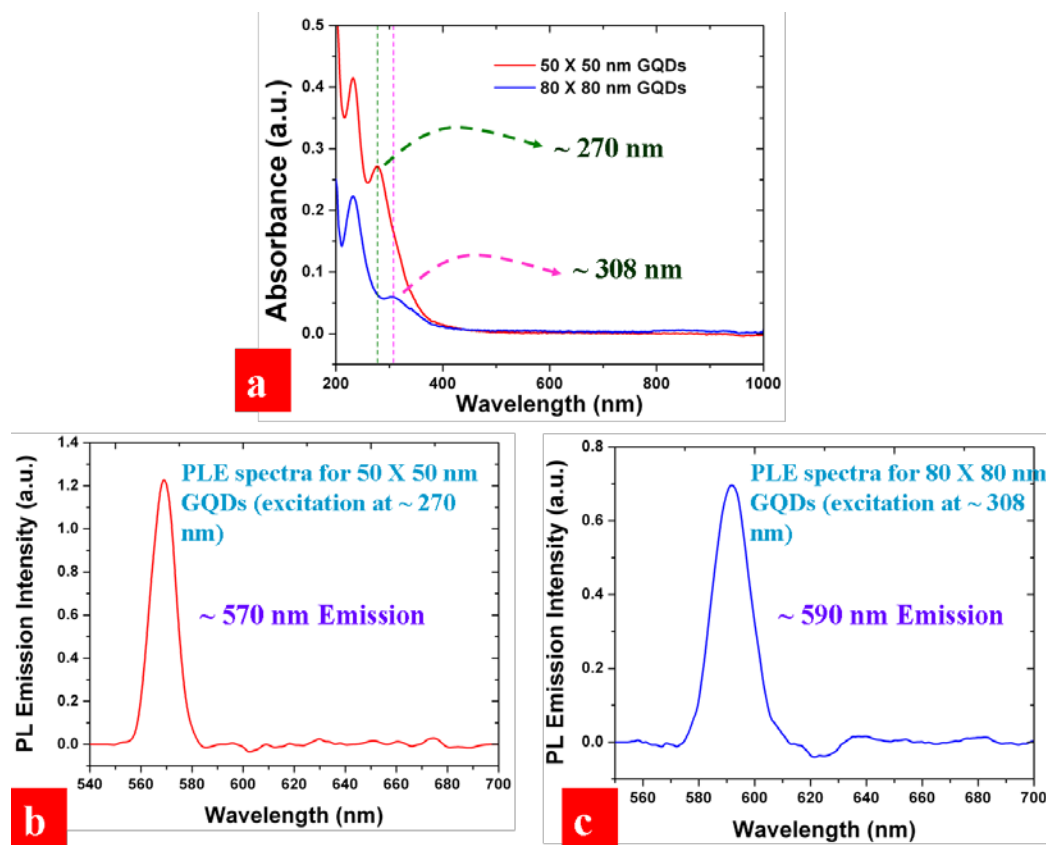 0.5
0.4
0.3
0.2
0.1
0.0
Absorbance (a.u.)
50 X 50 nm GQDs
80 X 80 nm GQDs
~ 270 nm
~ 308 nm
200 400 600 800 1000
Wavelength (nm)
a
1.4
1.2
1.0
0.8
0.6
0.4
0.2
0.0
PL Emission Intensity (a.u.)
PLE spectra for 50 X 50 nm
GQDs (excitation at ~ 270
nm)
~ 570 nm Emission
540 560 580 600 620 640 660 680 700
Wavelength (nm)
b
0.8
0.6
0.4
0.2
0.0
PL Emission Intensity (a.u.)
PLE spectra for 80 X 80 nm
GQDs (excitation at ~ 308
nm)
~ 590 nm Emission
560 580 600 620 640 660 680 700
Wavelength (nm)
c